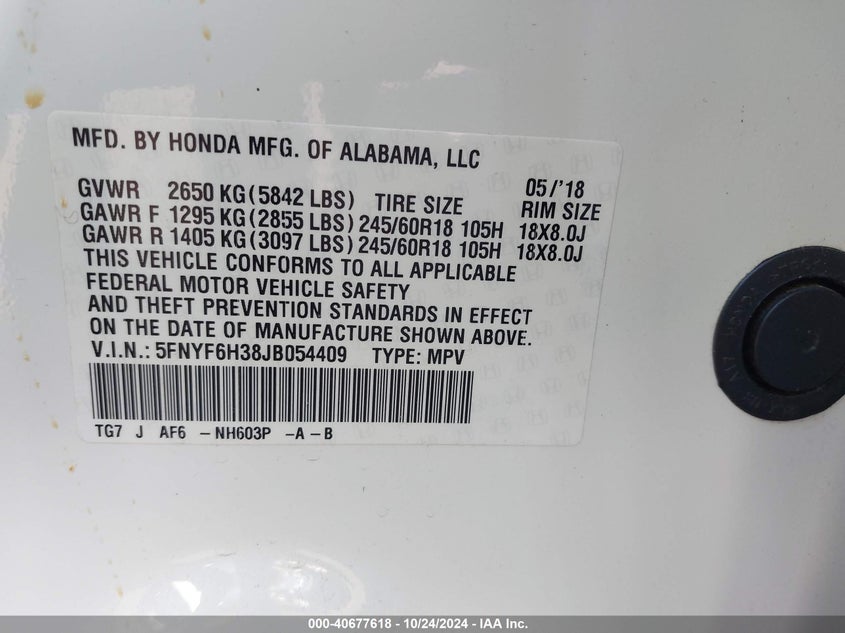 MFD. BY HONDA MFG. OF ALABAMA, LLC
05/'18
GVWR 2650 KG(5842 LBS) TIRE SIZE RIM SIZE
GAWR F 1295 KG(2855 LBS) 245/60R18 105H 18X8.0J
GAWR R 1405 KG(3097 LBS) 245/60R18 105H 18X8.0J
THIS VEHICLE CONFORMS TO ALL APPLICABLE
FEDERAL MOTOR VEHICLE SAFETY
AND THEFT PREVENTION STANDARDS IN EFFECT
ON THE DATE OF MANUFACTURE SHOWN ABOVE.
V.I.N.: 5FNYF6H38JB054409 TYPE: MPV
TG7 J AF6 -NH603P -A-B
000-40677618 - 10/24/2024 - IAA Inc.